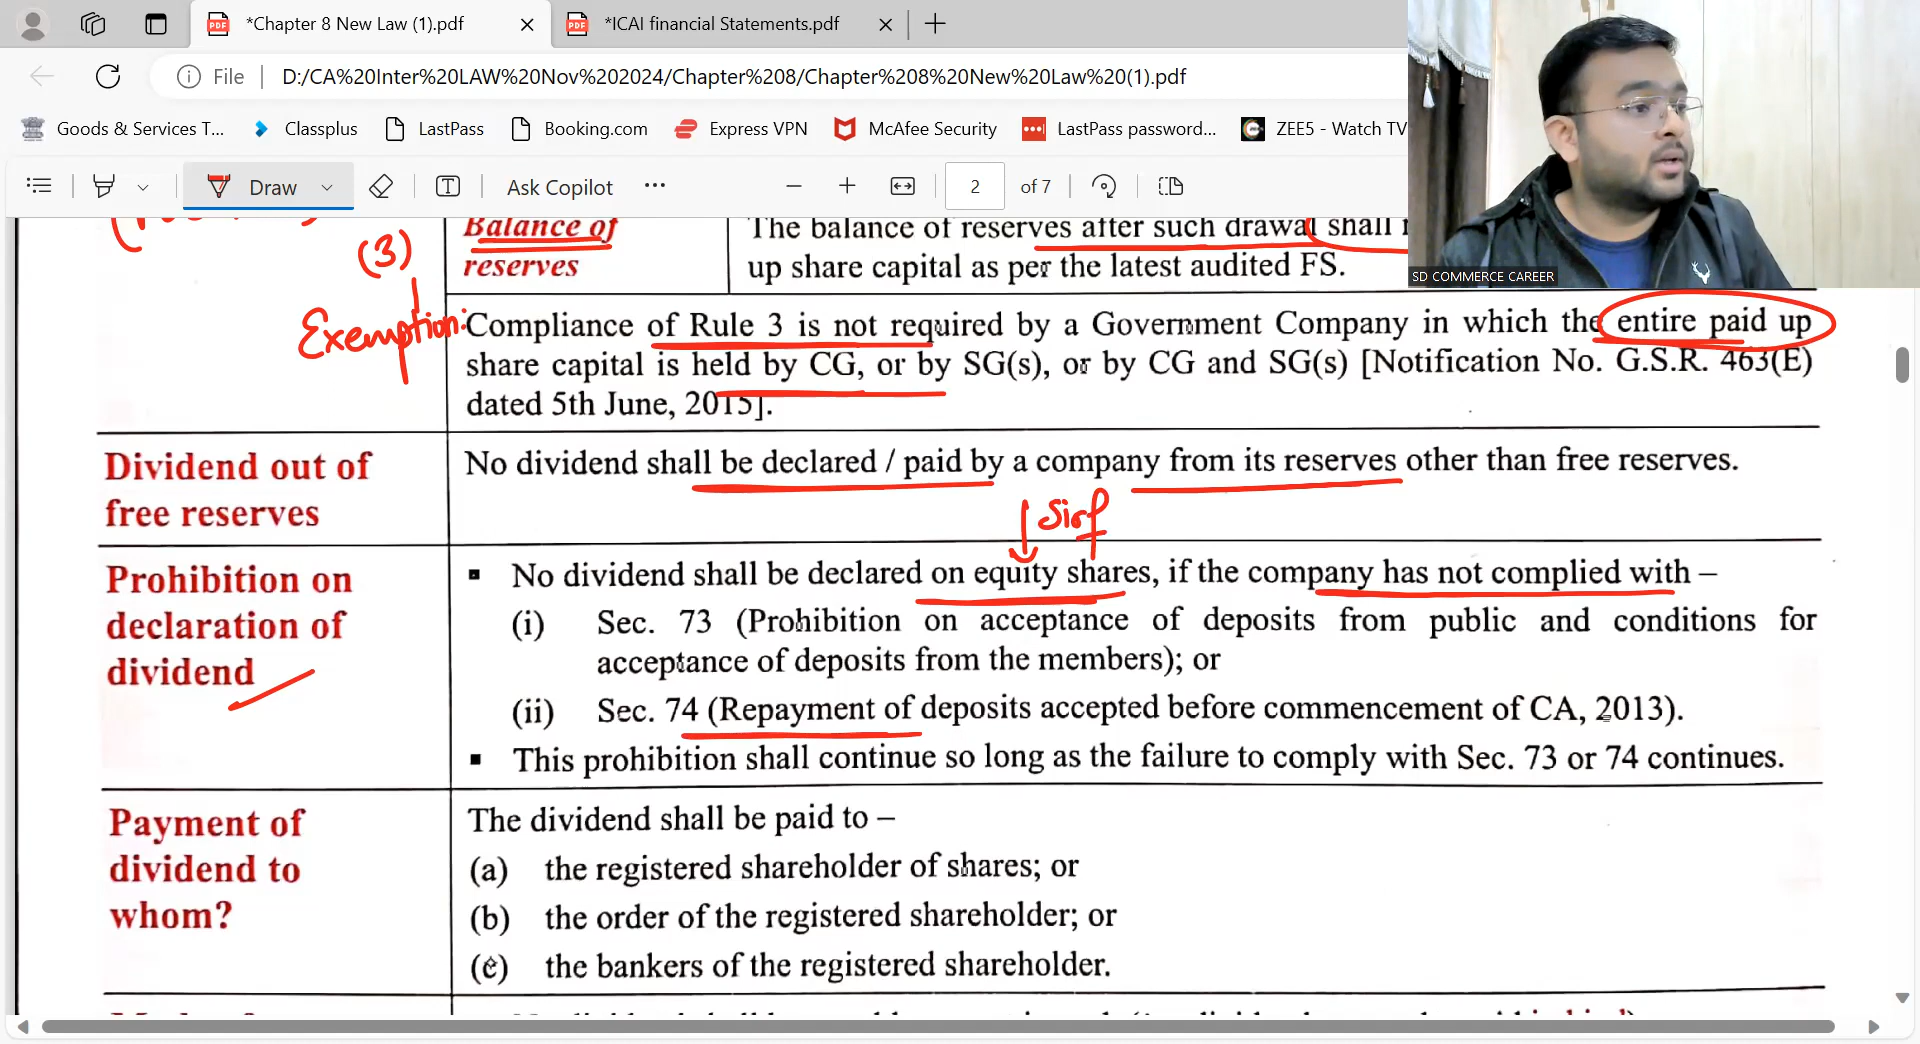 *Chapter 8 New Law (1).pdf
*ICAI financial Statements.pdf
File D:/CA%20Inter%20LAW%20Nov%202024/Chapter%208/Chapter%208%20New%20Law%20(1).pdf
Goods & Services T... Classplus LastPass Booking.com Express VPN McAfee Security LastPass password... ZEE5 - Watch TV
Draw Ask Copilot 2 of 7
SD COMMERCE CAREER
Balance of
reserves
The balance of reserves after such drawal shall
up share capital as per the latest audited FS.
(3)
Exemption:
Compliance of Rule 3 is not required by a Government Company in which the entire paid up
share capital is held by CG, or by SG(s), or by CG and SG(s) [Notification No. G.S.R. 463(E)
dated 5th June, 2015].
Dividend out of
free reserves
No dividend shall be declared / paid by a company from its reserves other than free reserves.
Sirf
Prohibition on
declaration of
dividend
▪ No dividend shall be declared on equity shares, if the company has not complied with –
(i) Sec. 73 (Prohibition on acceptance of deposits from public and conditions for
acceptance of deposits from the members); or
(ii) Sec. 74 (Repayment of deposits accepted before commencement of CA, 2013).
▪ This prohibition shall continue so long as the failure to comply with Sec. 73 or 74 continues.
Payment of
dividend to
whom?
The dividend shall be paid to –
(a) the registered shareholder of shares; or
(b) the order of the registered shareholder; or
(c) the bankers of the registered shareholder.